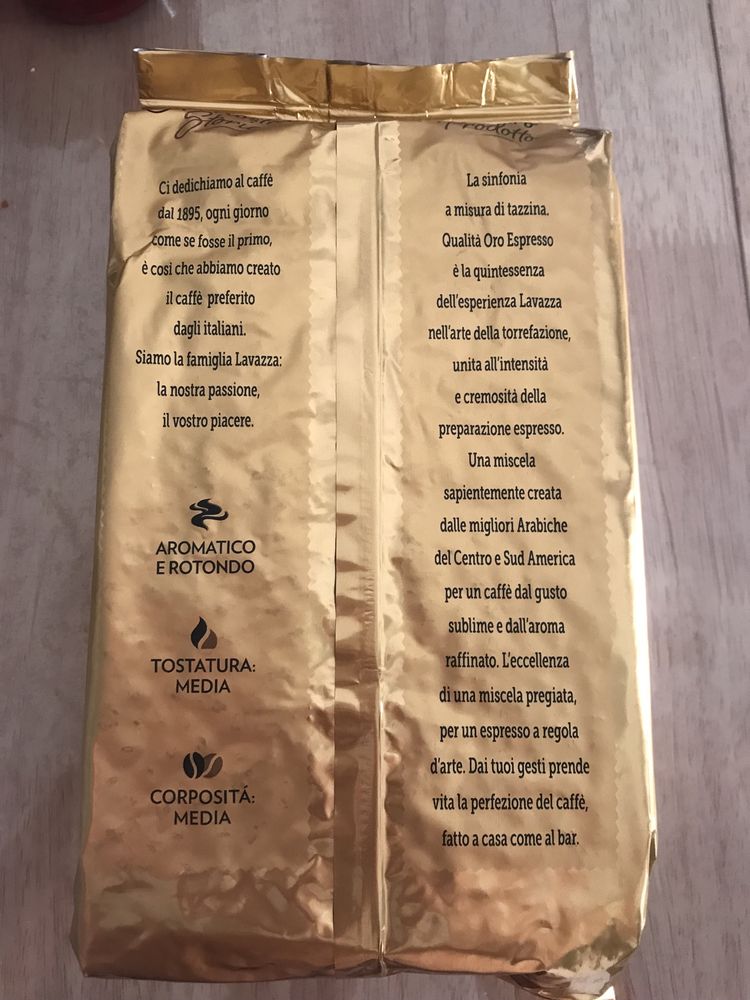 Prodotto
Ci dedichiamo al caffè
dal 1895, ogni giorno
come se fosse il primo,
è così che abbiamo creato
il caffè preferito
dagli italiani.
Siamo la famiglia Lavazza:
la nostra passione,
il vostro piacere.
AROMATICO
E ROTONDO
TOSTATURA:
MEDIA
CORPOSITÁ:
MEDIA
La sinfonia
a misura di tazzina.
Qualità Oro Espresso
è la quintessenza
dell'esperienza Lavazza
nell'arte della torrefazione,
unita all'intensità
e cremosità della
preparazione espresso.
Una miscela
sapientemente creata
dalle migliori Arabiche
del Centro e Sud America
per un caffè dal gusto
sublime e dall'aroma
raffinato. L'eccellenza
di una miscela pregiata,
per un espresso a regola
d'arte. Dai tuoi gesti prende
vita la perfezione del caffè,
fatto a casa come al bar.